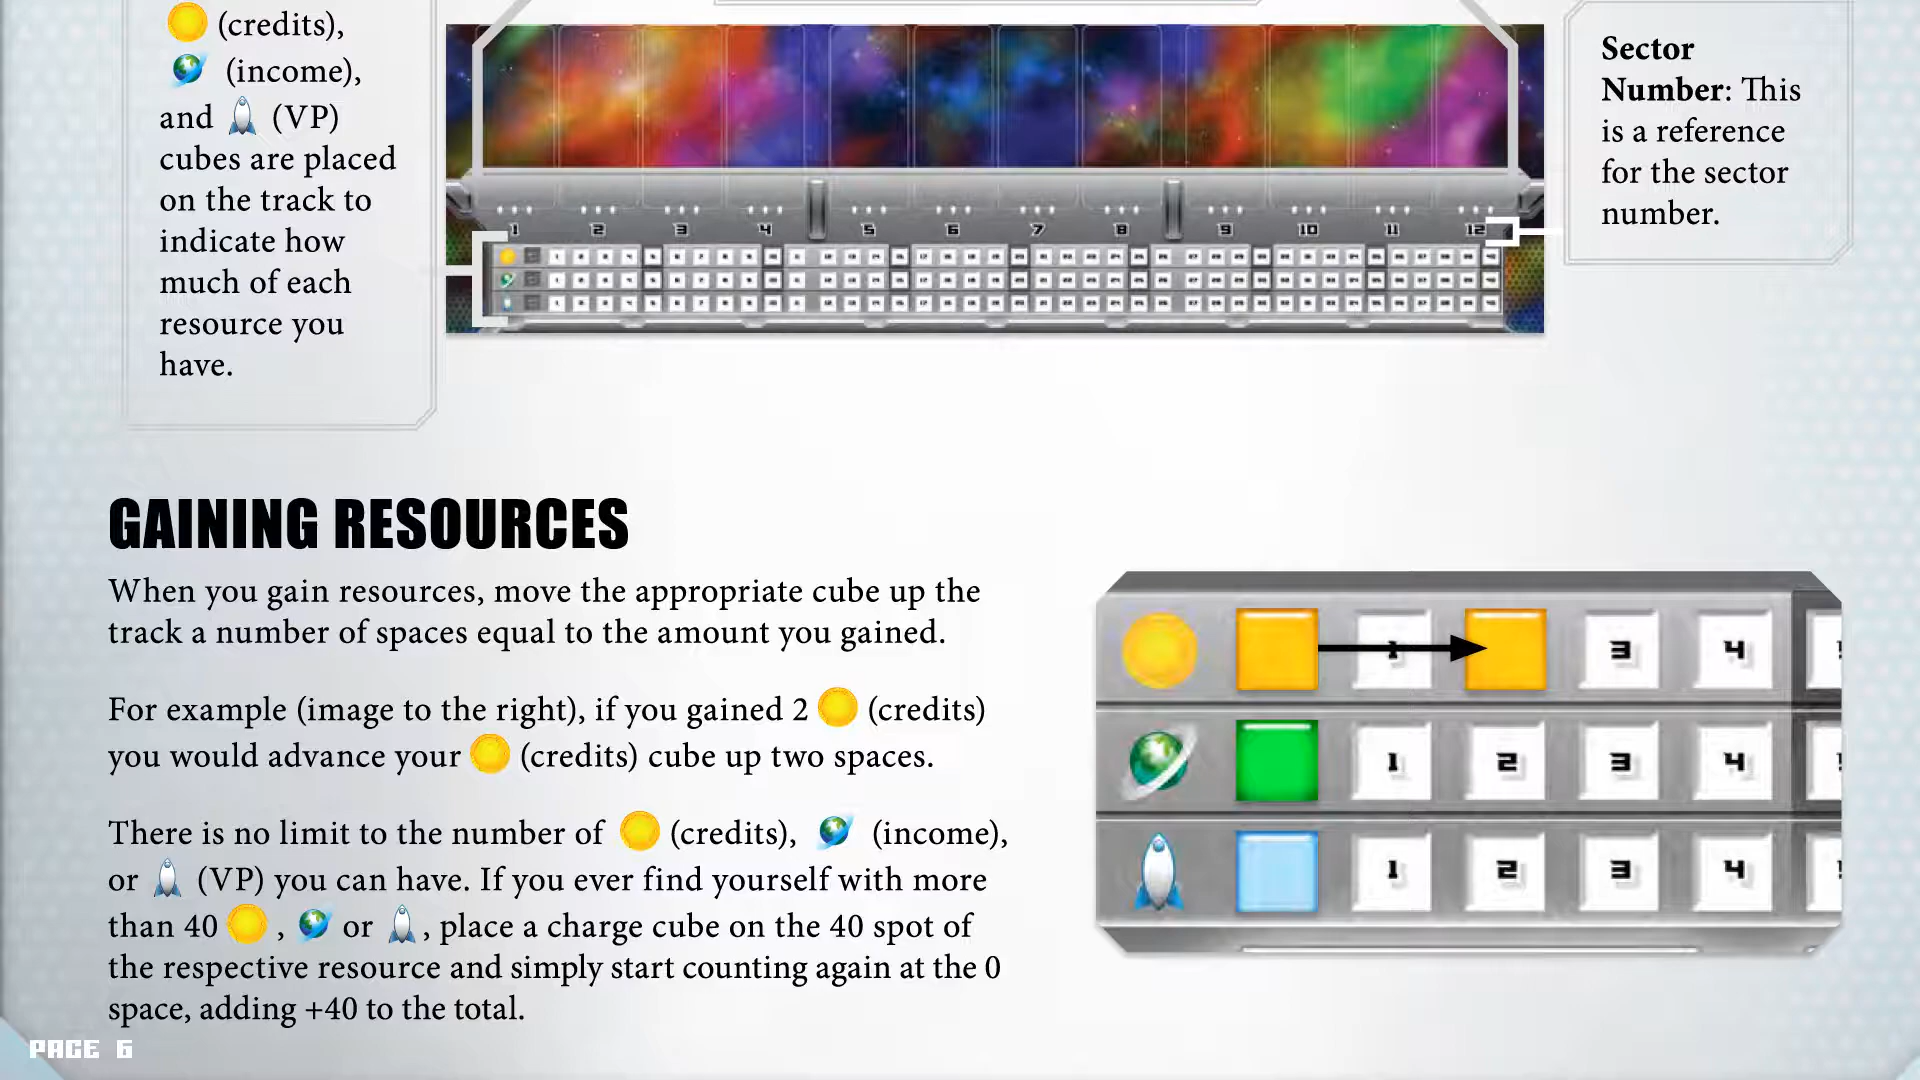 (credits),
(income),
and (VP)
cubes are placed
on the track to
indicate how
much of each
resource you
have.
1 2 3 4 5 6 7 8 9 10 11 12
Sector
Number: This
is a reference
for the sector
number.
GAINING RESOURCES
When you gain resources, move the appropriate cube up the
track a number of spaces equal to the amount you gained.
For example (image to the right), if you gained 2 (credits)
you would advance your (credits) cube up two spaces.
There is no limit to the number of (credits), (income),
or (VP) you can have. If you ever find yourself with more
than 40 , or , place a charge cube on the 40 spot of
the respective resource and simply start counting again at the 0
space, adding +40 to the total.
1 3 4
1 2 3 4
1 2 3 4
PAGE 6